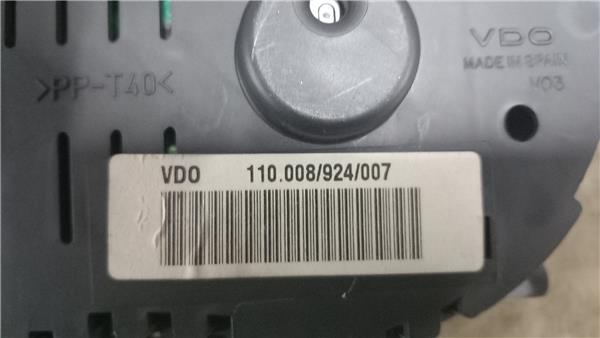 VDO
MADE IN SPAIN
>PP-T40<
VDO 110.008/924/007